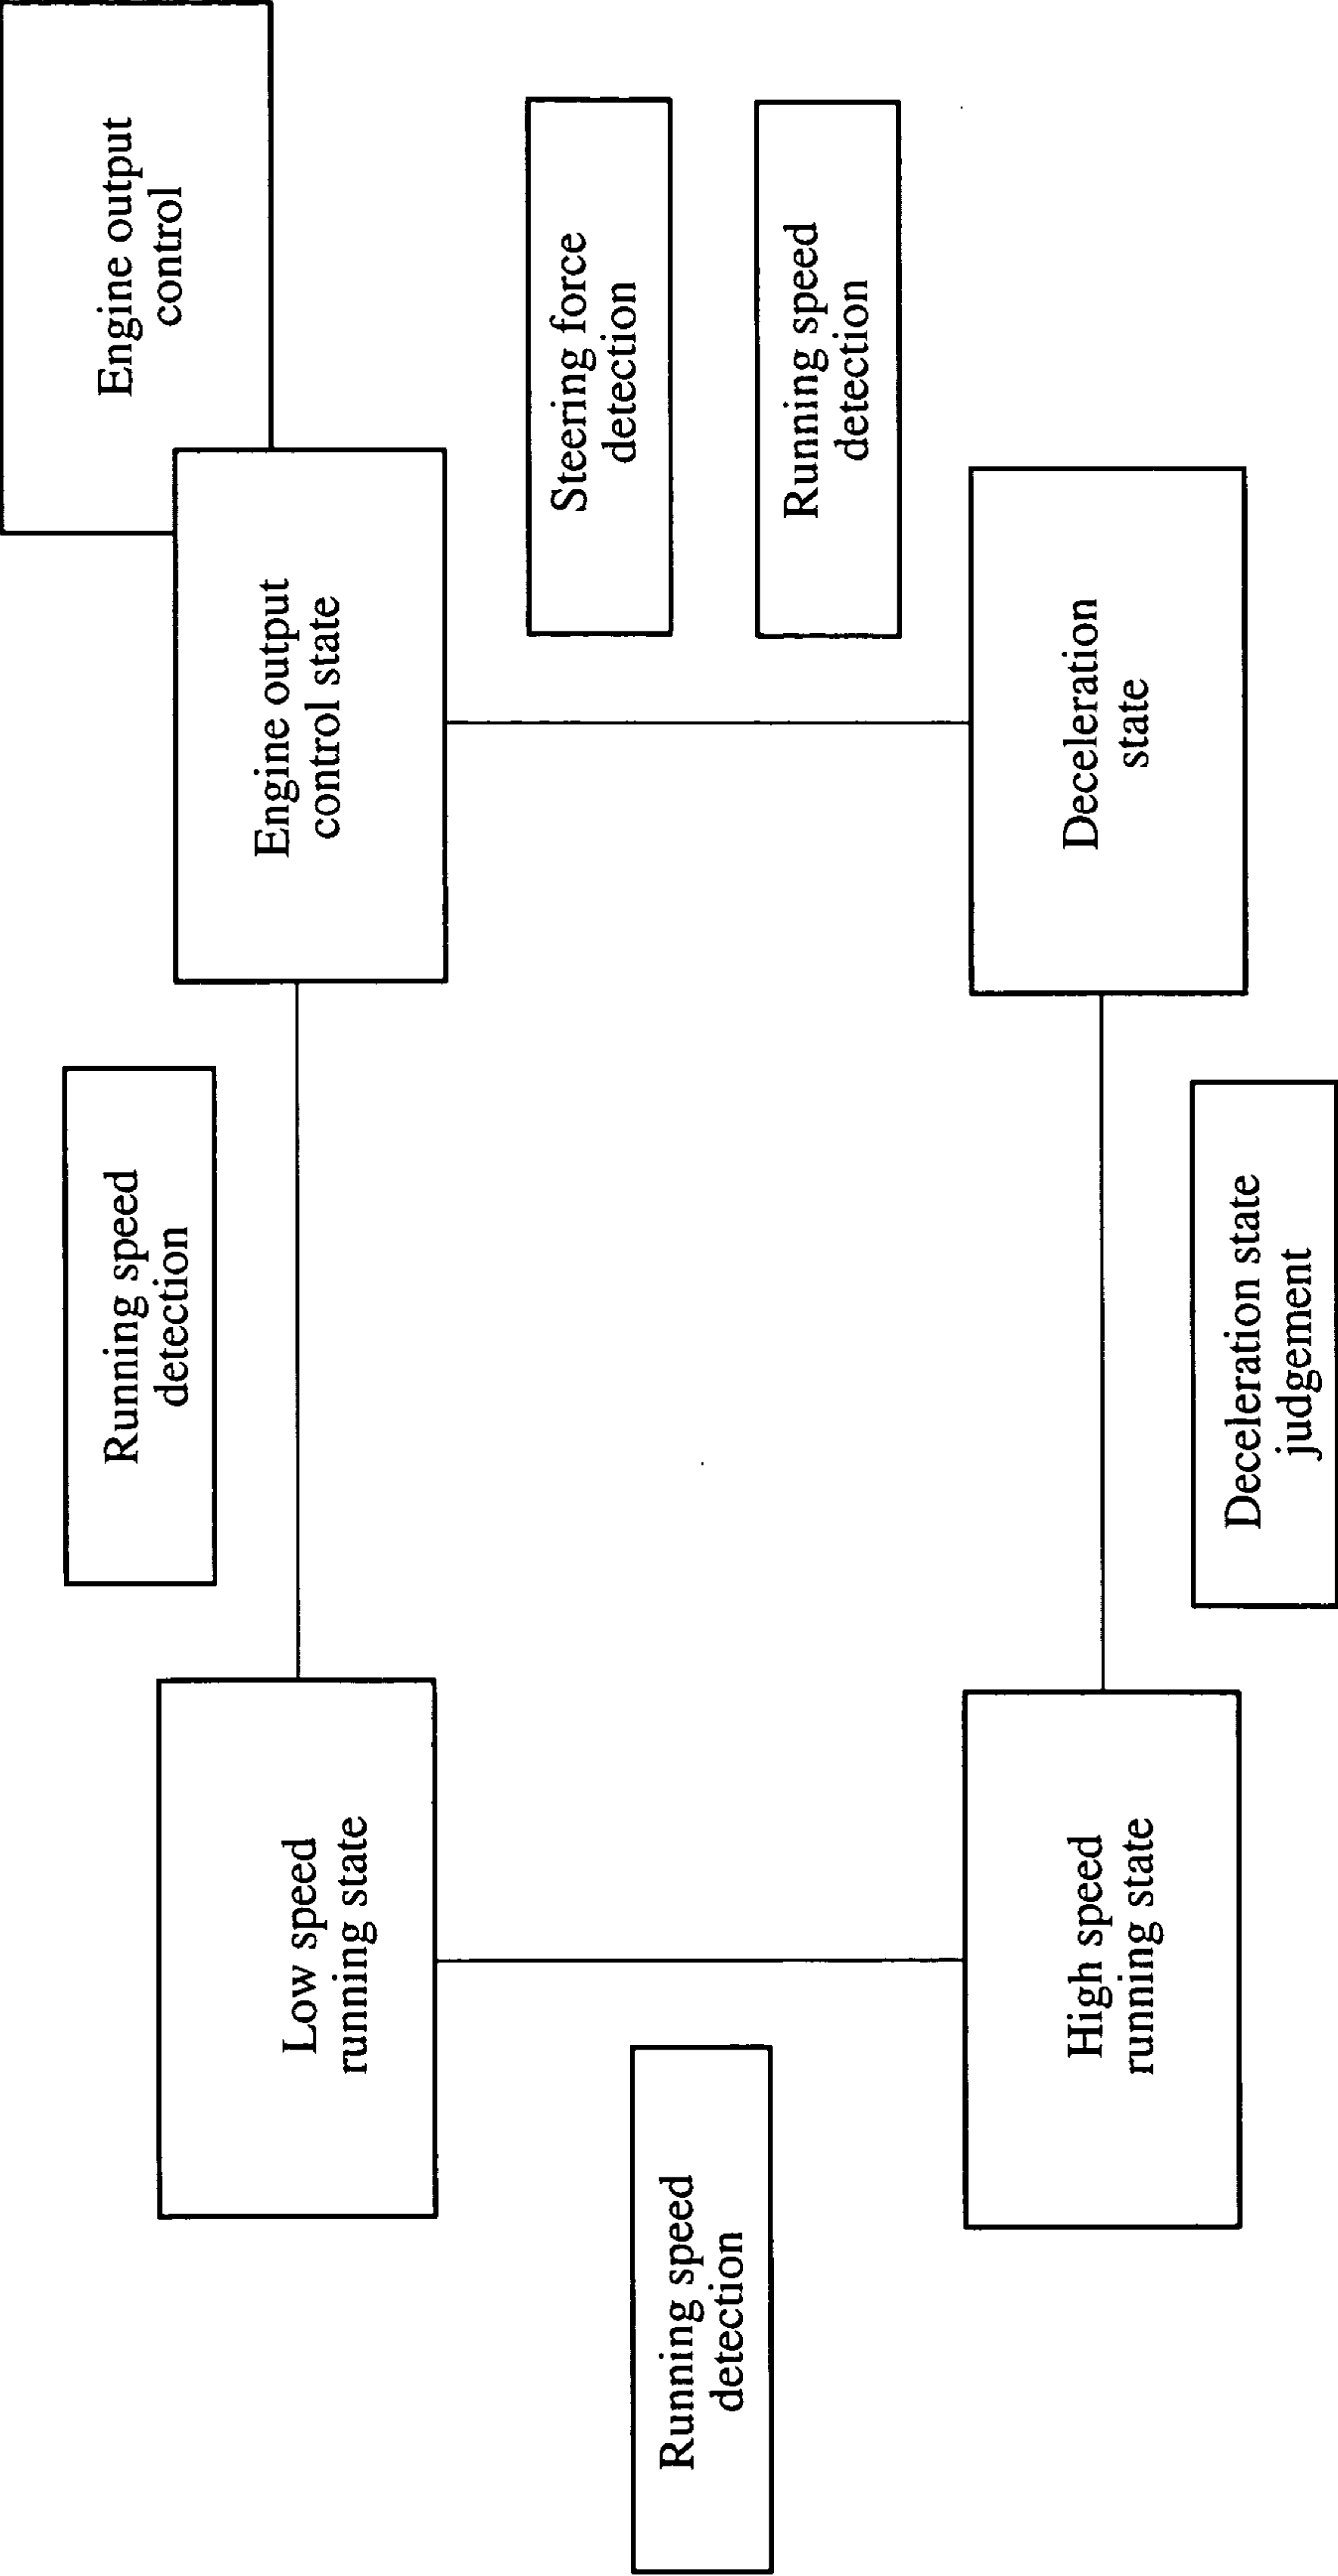 Engine output
control
Running speed
detection
Low speed
running state
Engine output
control state
Steering force
detection
Running speed
detection
Running speed
detection
High speed
running state
Deceleration
state
Deceleration state
judgement